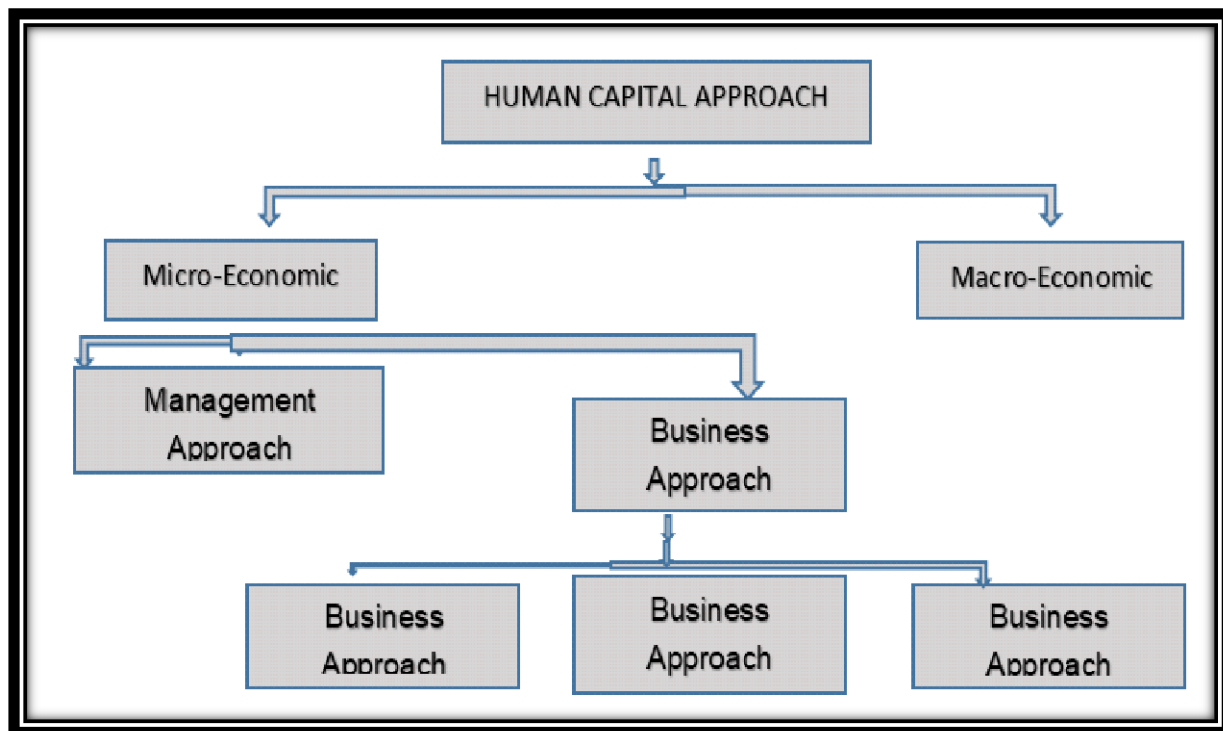 HUMAN CAPITAL APPROACH
Micro-Economic
Macro-Economic
Management
Approach
Business
Approach
Business
Approach
Business
Approach
Business
Approach